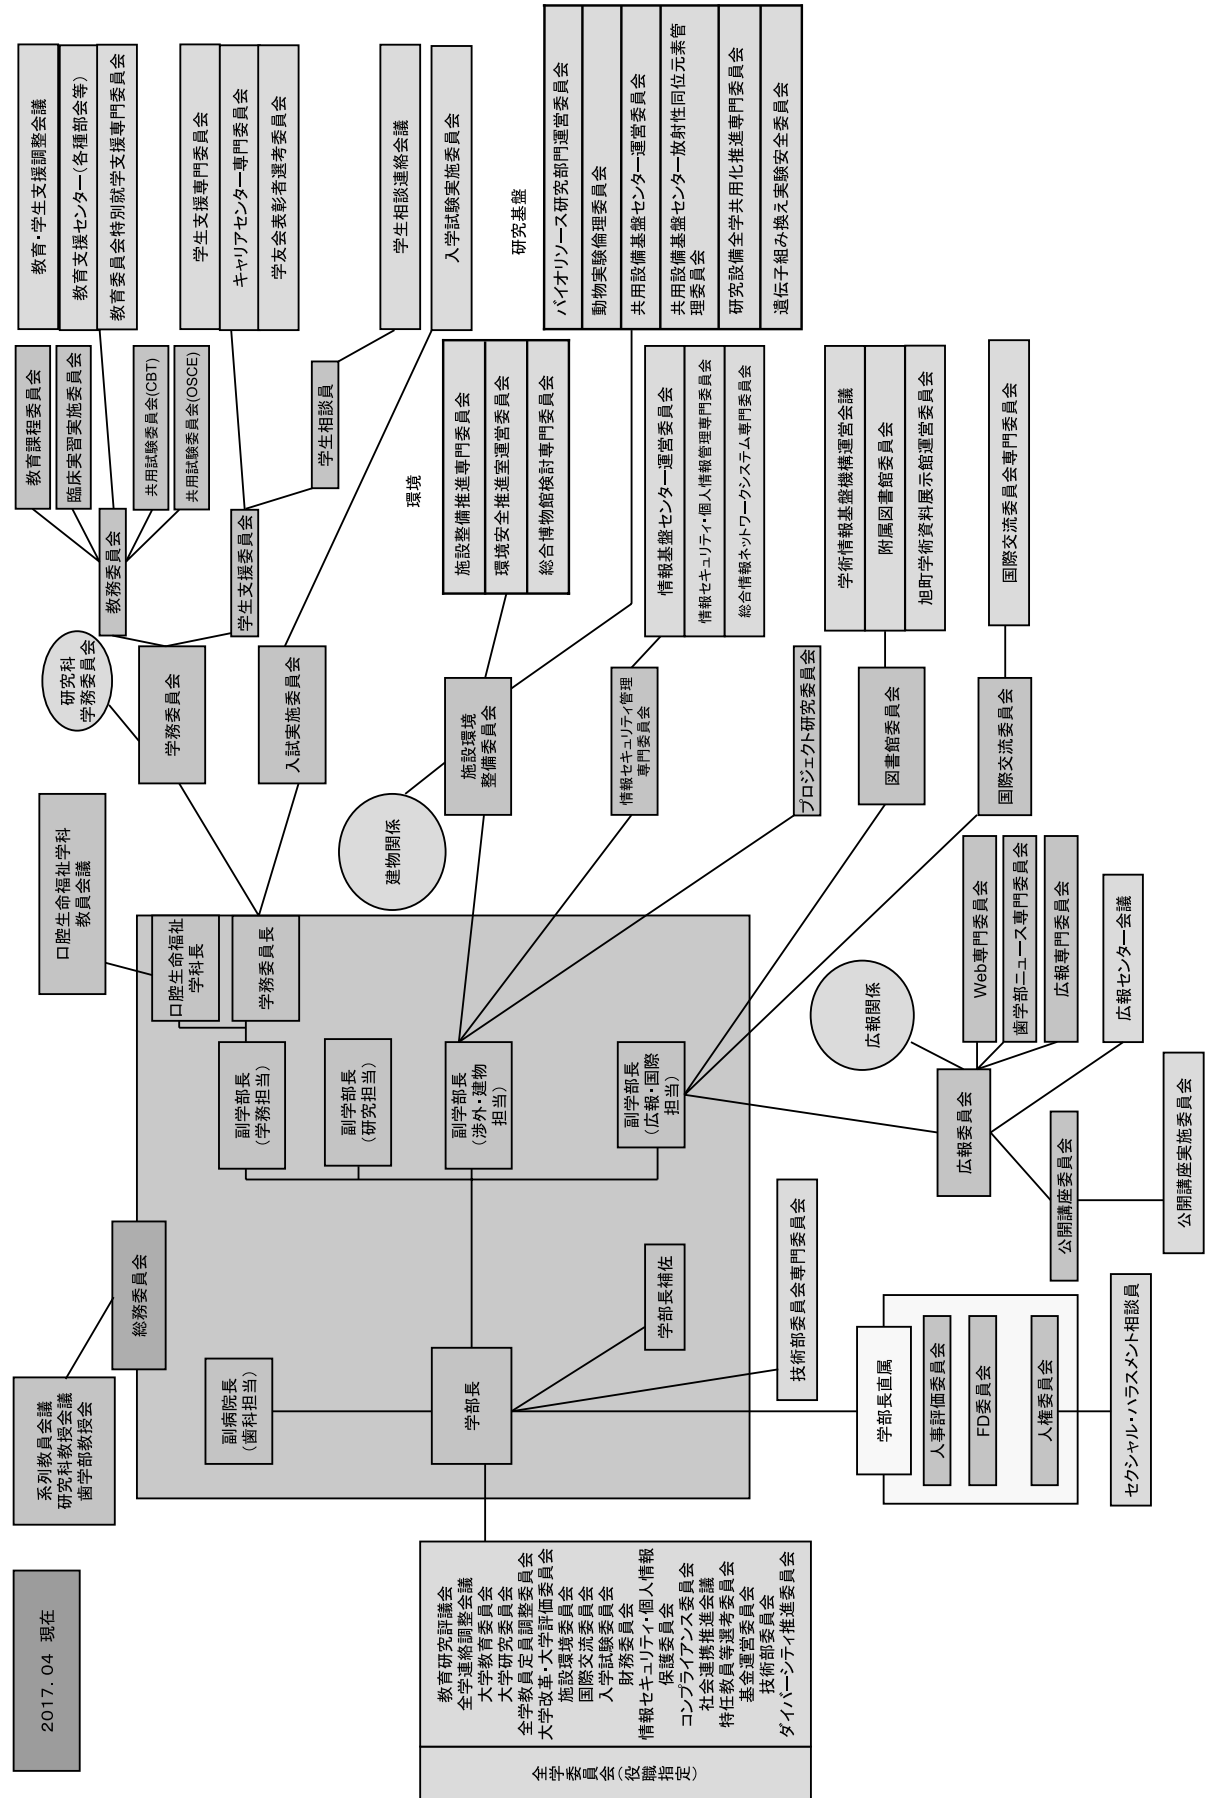 2017. 04 現在
系列教員会議
研究科教授会議
歯学部教授会
総務委員会
口腔生命福祉学科
教員会議
研究科
学務委員会
教務委員会
教育課程委員会
臨床実習実施委員会
共用試験委員会(CBT)
共用試験委員会(OSCE)
教育・学生支援調整会議
教育支援センター(各種部会等)
教育委員会特別就学支援専門委員会
学生支援専門委員会
キャリアセンター専門委員会
学友会表彰者選考委員会
学生支援委員会
学生相談員
学生相談連絡会議
入学試験実施委員会
学務委員会
入試実施委員会
口腔生命福祉
学科長
学務委員長
副学部長
(学務担当)
副学部長
(研究担当)
副学部長
(渉外・建物
担当)
副学部長
(広報・国際
担当)
副病院長
(歯科担当)
学部長
学部長補佐
建物関係
施設環境
整備委員会
環境
施設整備推進専門委員会
環境安全推進室運営委員会
総合博物館検討専門委員会
研究基盤
バイオリソース研究部門運営委員会
動物実験倫理委員会
共用設備基盤センター運営委員会
共用設備基盤センター放射性同位元素管
理委員会
研究設備全学共用化推進専門委員会
遺伝子組み換え実験安全委員会
情報セキュリティ管理
専門委員会
情報基盤センター運営委員会
情報セキュリティ・個人情報管理専門委員会
総合情報ネットワークシステム専門委員会
プロジェクト研究委員会
図書館委員会
学術情報基盤機構運営会議
附属図書館委員会
旭町学術資料展示館運営委員会
国際交流委員会
国際交流委員会専門委員会
広報関係
広報委員会
Web専門委員会
歯学部ニュース専門委員会
広報専門委員会
広報センター会議
公開講座委員会
公開講座実施委員会
技術部委員会専門委員会
学部長直属
人事評価委員会
FD委員会
人権委員会
セクシャル・ハラスメント相談員
全学委員会(役職指定)
教育研究評議会
全学連絡調整会議
大学教育委員会
大学研究委員会
全学教員定員調整委員会
大学改革・大学評価委員会
施設環境委員会
国際交流委員会
入学試験委員会
財務委員会
情報セキュリティ・個人情報
保護委員会
コンプライアンス委員会
社会連携推進会議
特任教員等選考委員会
基金運営委員会
技術部委員会
ダイバーシティ推進委員会